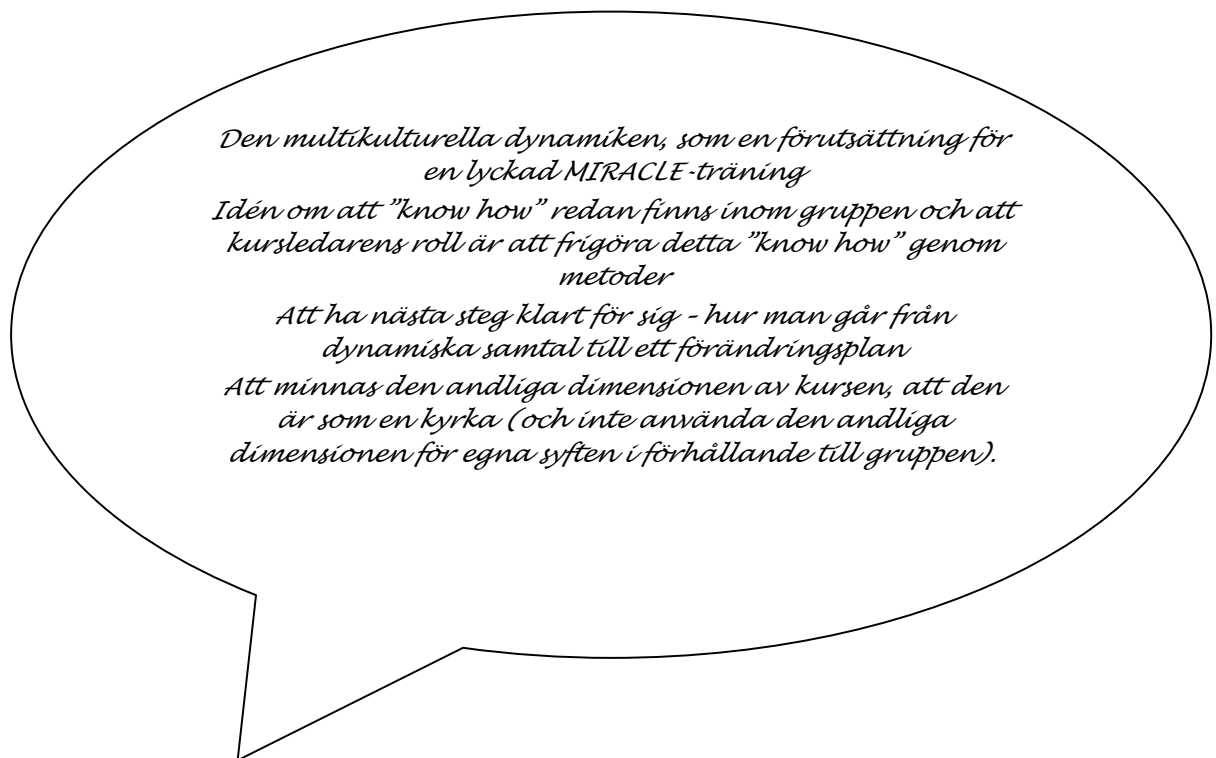 Den multikulturella dynamiken, som en förutsättning för
en lyckad MIRACLE-träning
Idén om att ”know how” redan finns inom gruppen och att
kursledarens roll är att frigöra detta ”know how” genom
metoder
Att ha nästa steg klart för sig – hur man går från
dynamiska samtal till ett förändringsplan
Att minnas den andliga dimensionen av kursen, att den
är som en kyrka (och inte använda den andliga
dimensionen för egna syften i förhållande till gruppen).